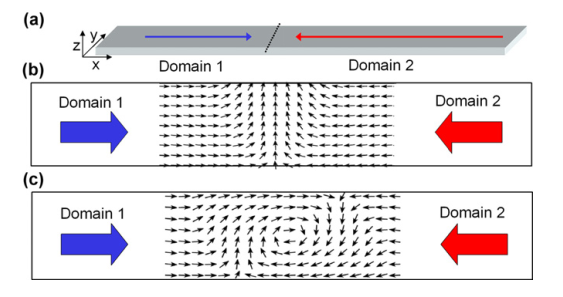 (a)
z y x
Domain 1 Domain 2
(b)
Domain 1 Domain 2
(c)
Domain 1 Domain 2